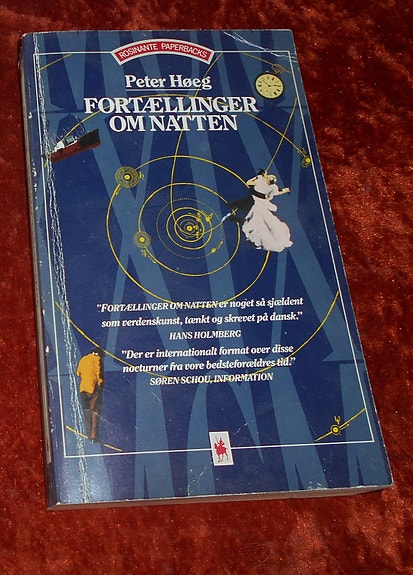 ROSINANTE PAPERBACKS
Peter Høeg
FORTÆLLINGER
OM NATTEN
"FORTÆLLINGER OM NATTEN er noget så sjældent
som verdenskunst, tænkt og skrevet på dansk."
HANS HOLMBERG
"Der er internationalt format over disse
nocturner fra vore bedsteforældres tid."
SØREN SCHOU, INFORMATION